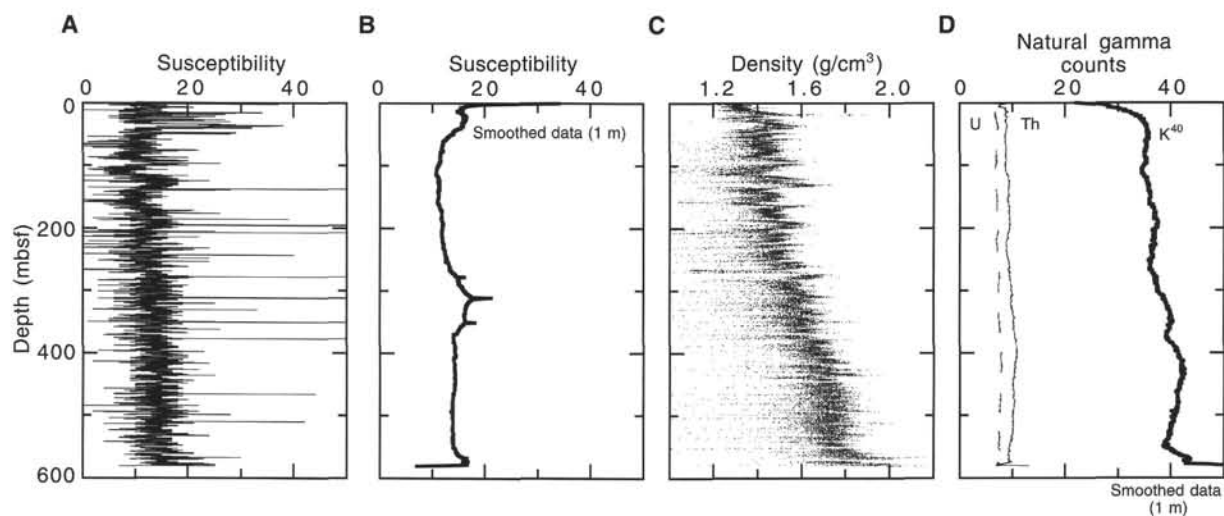 A
Susceptibility
0 20 40
B
Susceptibility
0 20 40
Smoothed data (1 m)
C
Density (g/cm³)
1.2 1.6 2.0
D
Natural gamma
counts
0 20 40
U Th K⁴⁰
Smoothed data
(1 m)
Depth (mbsf)
0
200
400
600